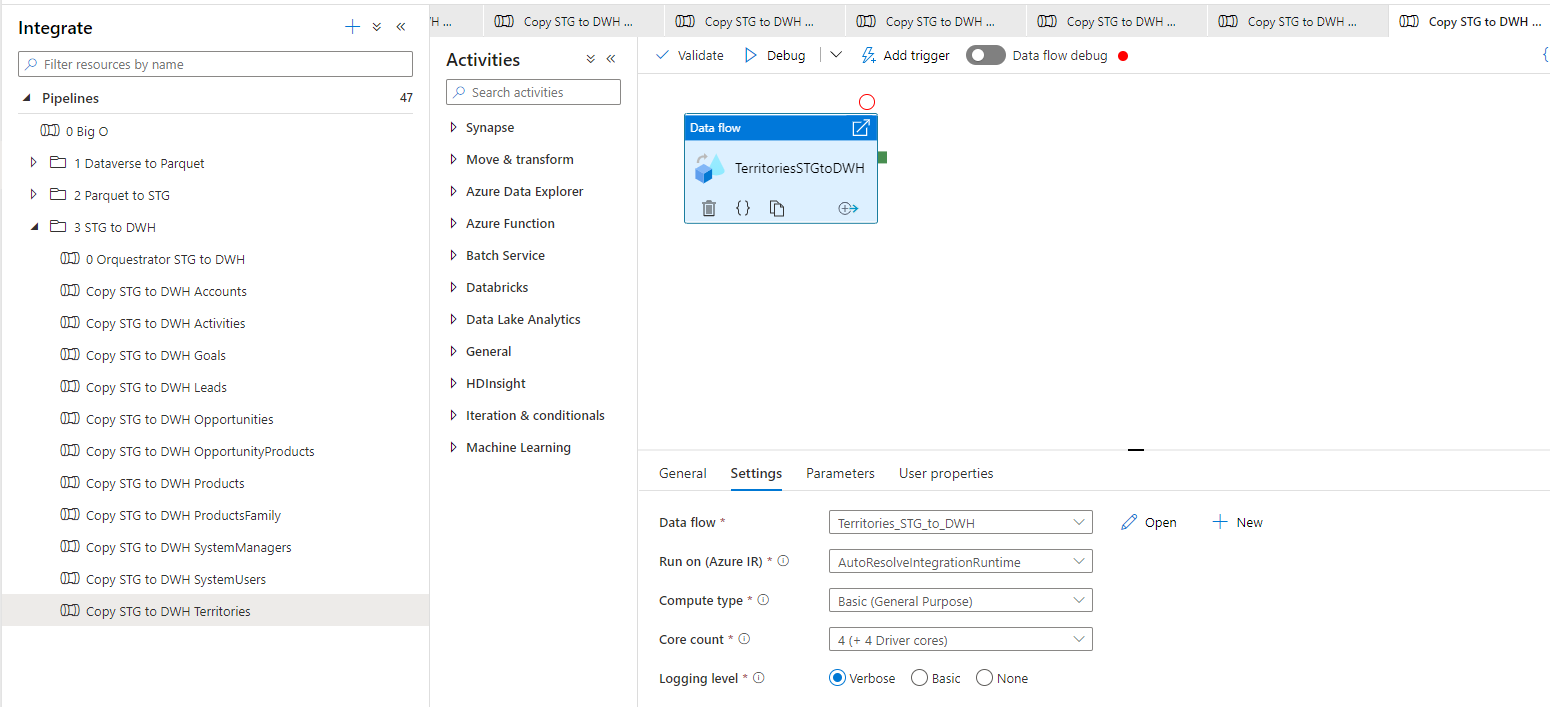 Integrate
Filter resources by name
Pipelines 47
0 Big O
1 Dataverse to Parquet
2 Parquet to STG
3 STG to DWH
0 Orquestrator STG to DWH
Copy STG to DWH Accounts
Copy STG to DWH Activities
Copy STG to DWH Goals
Copy STG to DWH Leads
Copy STG to DWH Opportunities
Copy STG to DWH OpportunityProducts
Copy STG to DWH Products
Copy STG to DWH ProductsFamily
Copy STG to DWH SystemManagers
Copy STG to DWH SystemUsers
Copy STG to DWH Territories
H ... Copy STG to DWH ... Copy STG to DWH ... Copy STG to DWH ... Copy STG to DWH ... Copy STG to DWH ... Copy STG to DWH ...
Activities
Search activities
Synapse
Move & transform
Azure Data Explorer
Azure Function
Batch Service
Databricks
Data Lake Analytics
General
HDInsight
Iteration & conditionals
Machine Learning
Validate Debug Add trigger Data flow debug {
Data flow
TerritoriesSTGtoDWH
{}
General Settings Parameters User properties
Data flow * Territories_STG_to_DWH Open New
Run on (Azure IR) * AutoResolveIntegrationRuntime
Compute type * Basic (General Purpose)
Core count * 4 (+ 4 Driver cores)
Logging level * Verbose Basic None